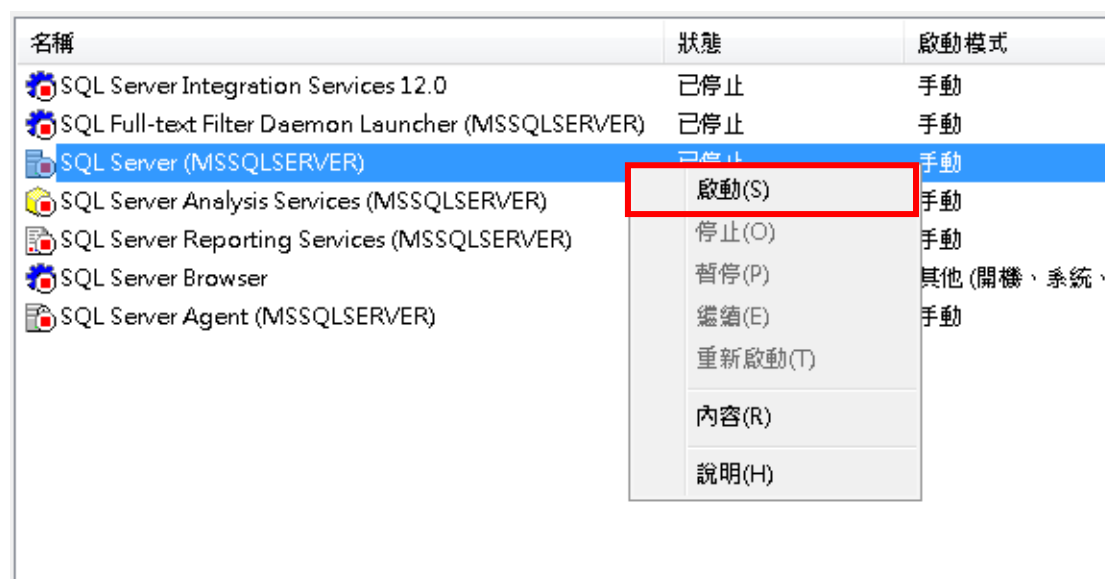 名稱 狀態 啟動模式
SQL Server Integration Services 12.0 已停止 手動
SQL Full-text Filter Daemon Launcher (MSSQLSERVER) 已停止 手動
SQL Server (MSSQLSERVER) 已停止 手動
啟動(S)
SQL Server Analysis Services (MSSQLSERVER) 手動
停止(O)
SQL Server Reporting Services (MSSQLSERVER) 手動
暫停(P)
SQL Server Browser 其他 (開機、系統、
繼續(E)
SQL Server Agent (MSSQLSERVER) 手動
重新啟動(T)
內容(R)
說明(H)